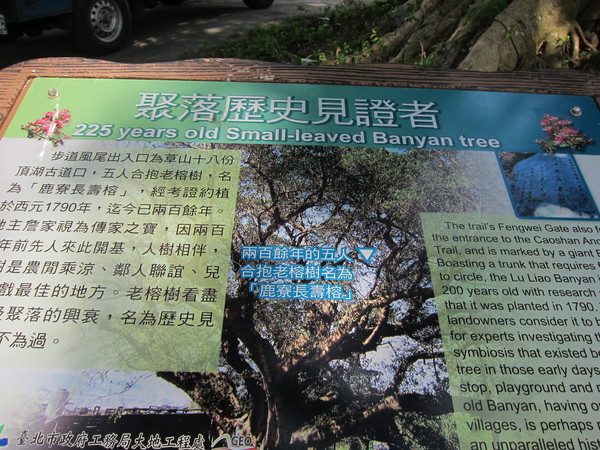 聚落歷史見證者
225 years old Small-leaved Banyan tree
步道風尾出入口為草山十八份
頂湖古道口，五人合抱老榕樹，名
為「鹿寮長壽榕」，經考證約植
於西元1790年，迄今已兩百餘年。
地主詹家視為傳家之寶，因兩百
年前先人來此開基，人樹相伴，
樹是農閒乘涼、鄰人聯誼、兒
戲最佳的地方。老榕樹看盡
聚落的興衰，名為歷史見
不為過。
兩百餘年的五人
合抱老榕樹名為
「鹿寮長壽榕」
The trail's Fengwei Gate also
the entrance to the Caoshan
Trail, and is marked by a giant
Boasting a trunk that requires
to circle, the Lu Liao Banyan
200 years old with research
that it was planted in 1790.
landowners consider it to
for experts investigating
symbiosis that existed
tree in those early days
stop, playground and
old Banyan, having
villages, is perhaps
an unparalleled
臺北市政府工務局大地工程處
GEO